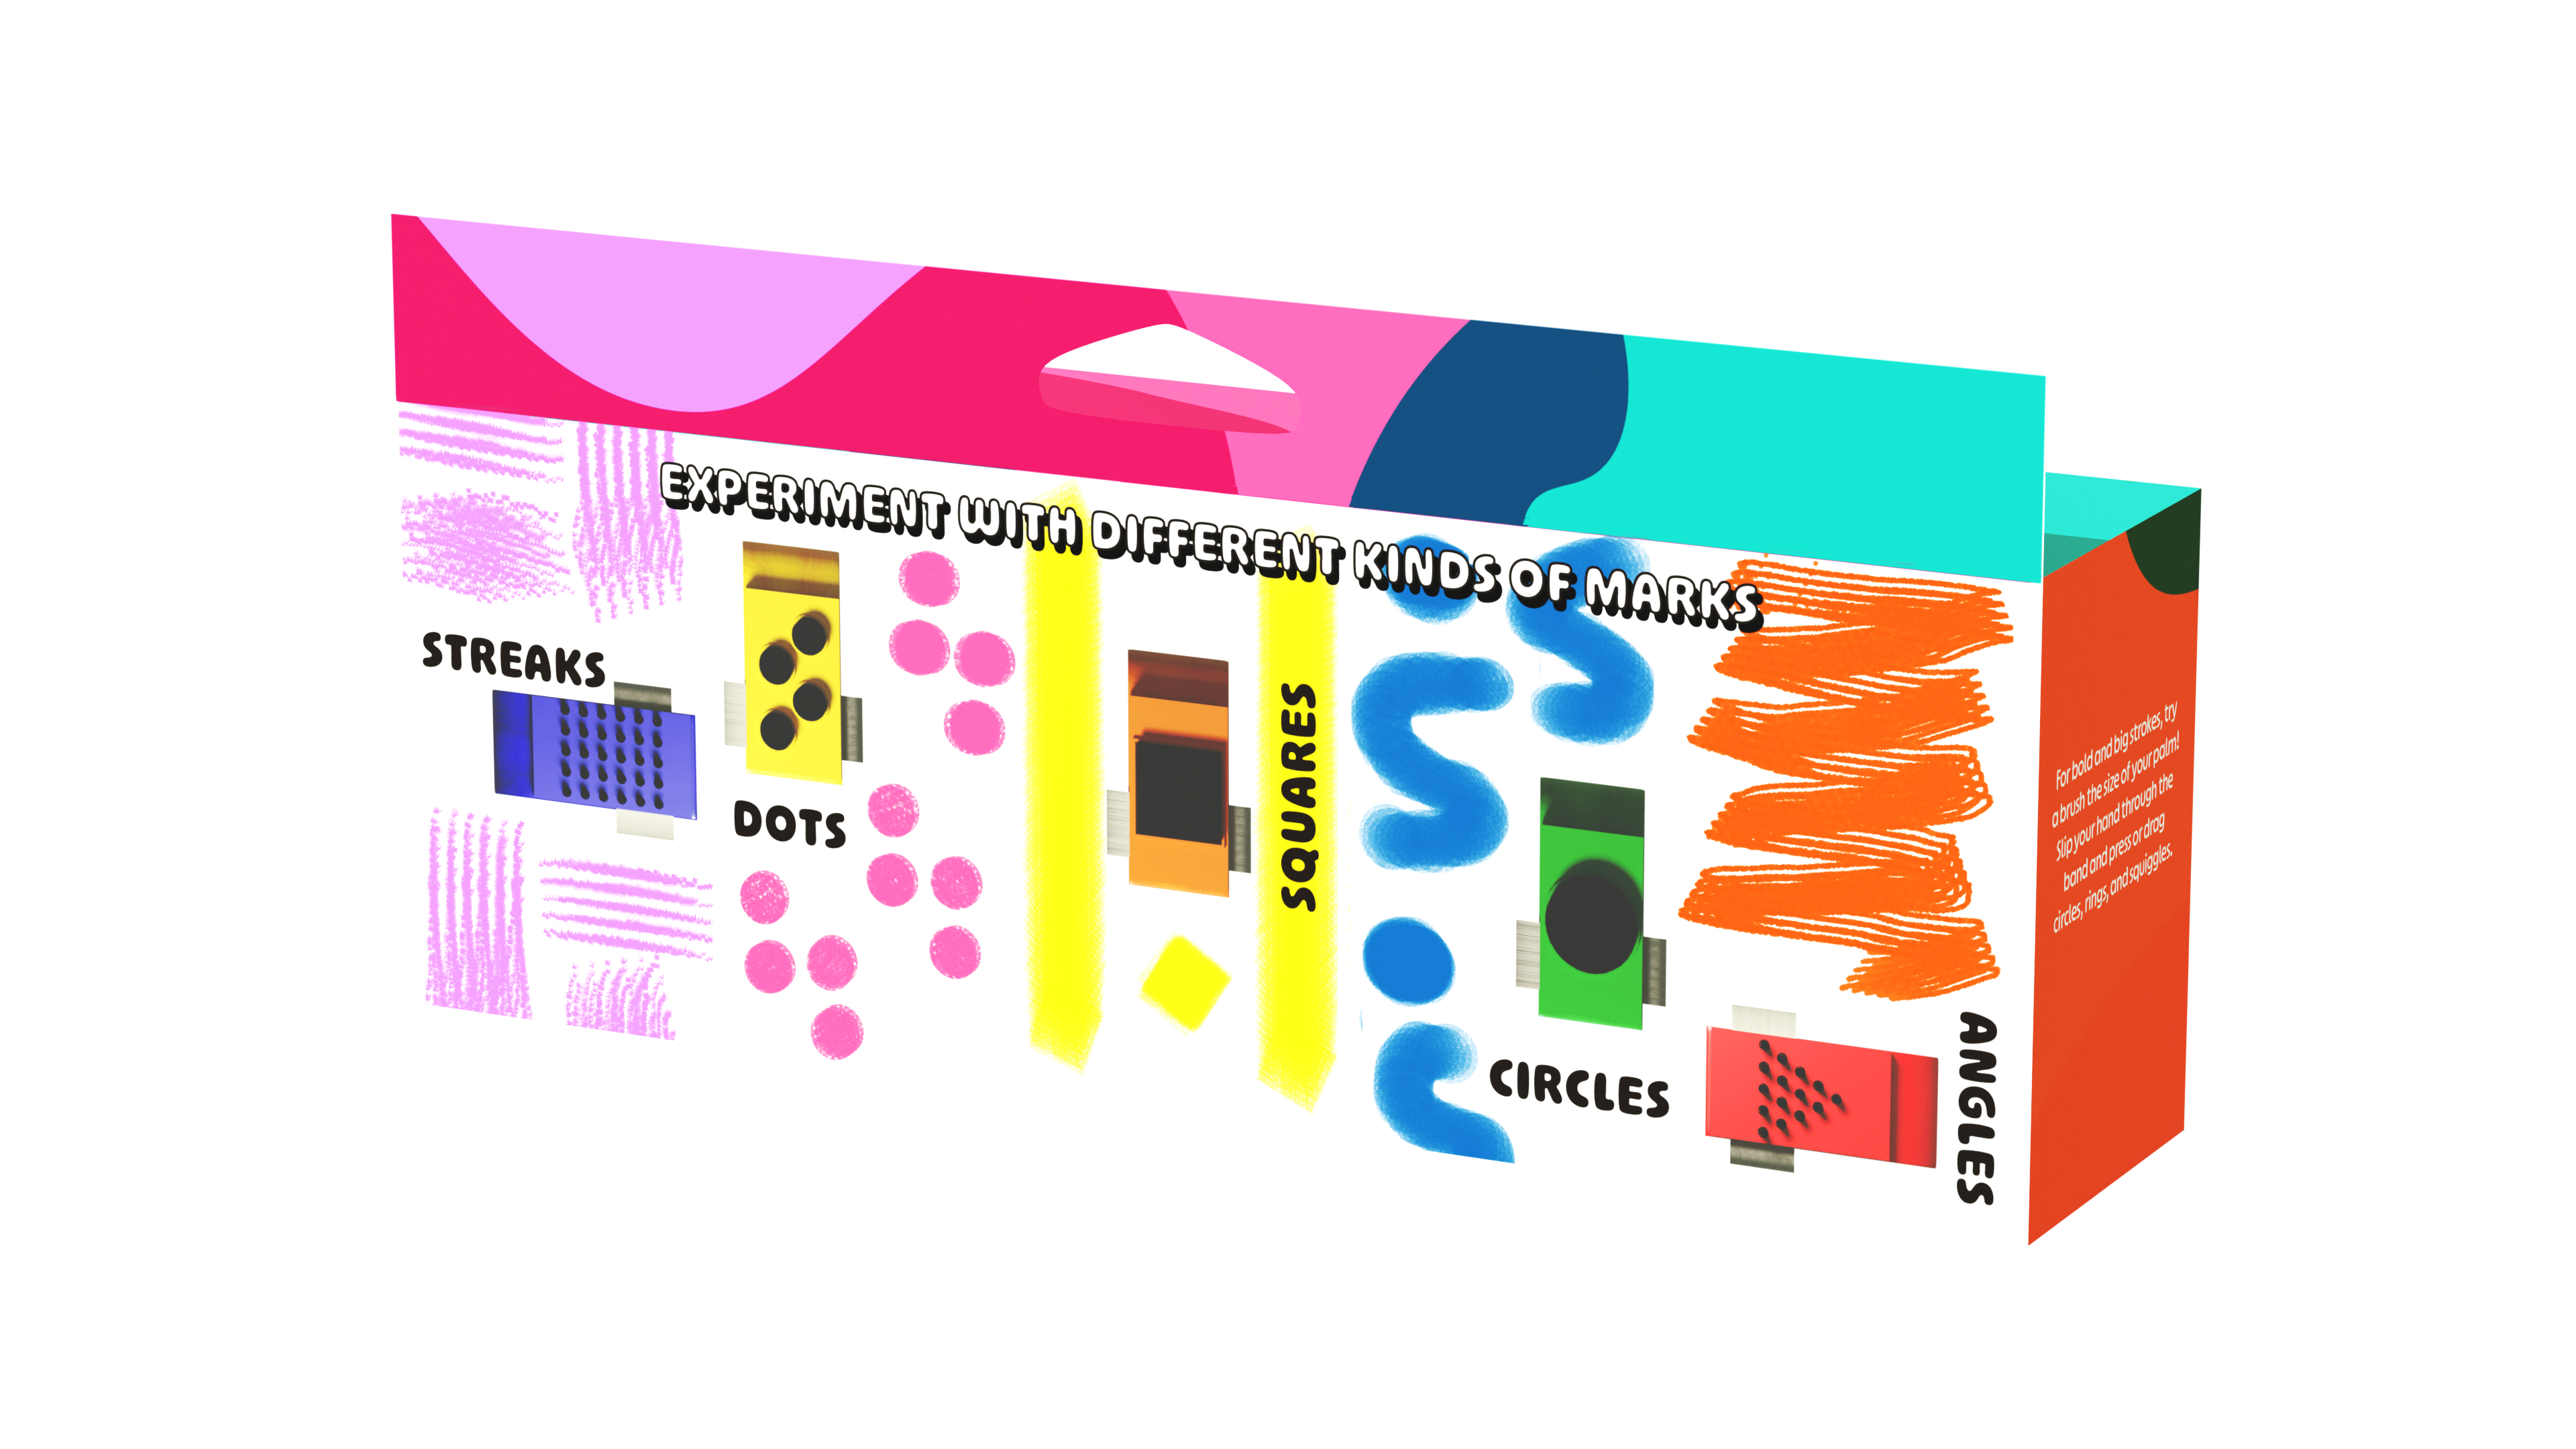 EXPERIMENT WITH DIFFERENT KINDS OF MARKS
STREAKS
DOTS
SQUARES
CIRCLES
ANGLES
For bold and big strokes, try
a brush the size of your palm!
Slip your hand through the
band and press or drag
circles, rings, and squiggles.